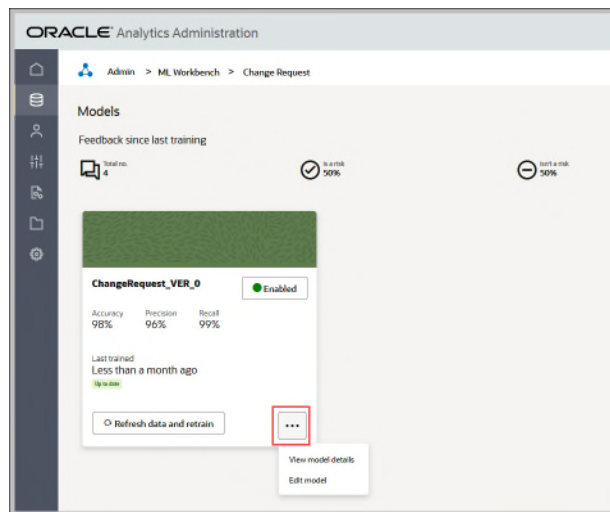 ORACLE Analytics Administration
Admin > ML Workbench > Change Request
Models
Feedback since last training
Total no.
4
Is a risk
50%
Isn't a risk
50%
ChangeRequest_VER_0
Enabled
Accuracy Precision Recall
98% 96% 99%
Last trained
Less than a month ago
Up to date
Refresh data and retrain
...
View model details
Edit model